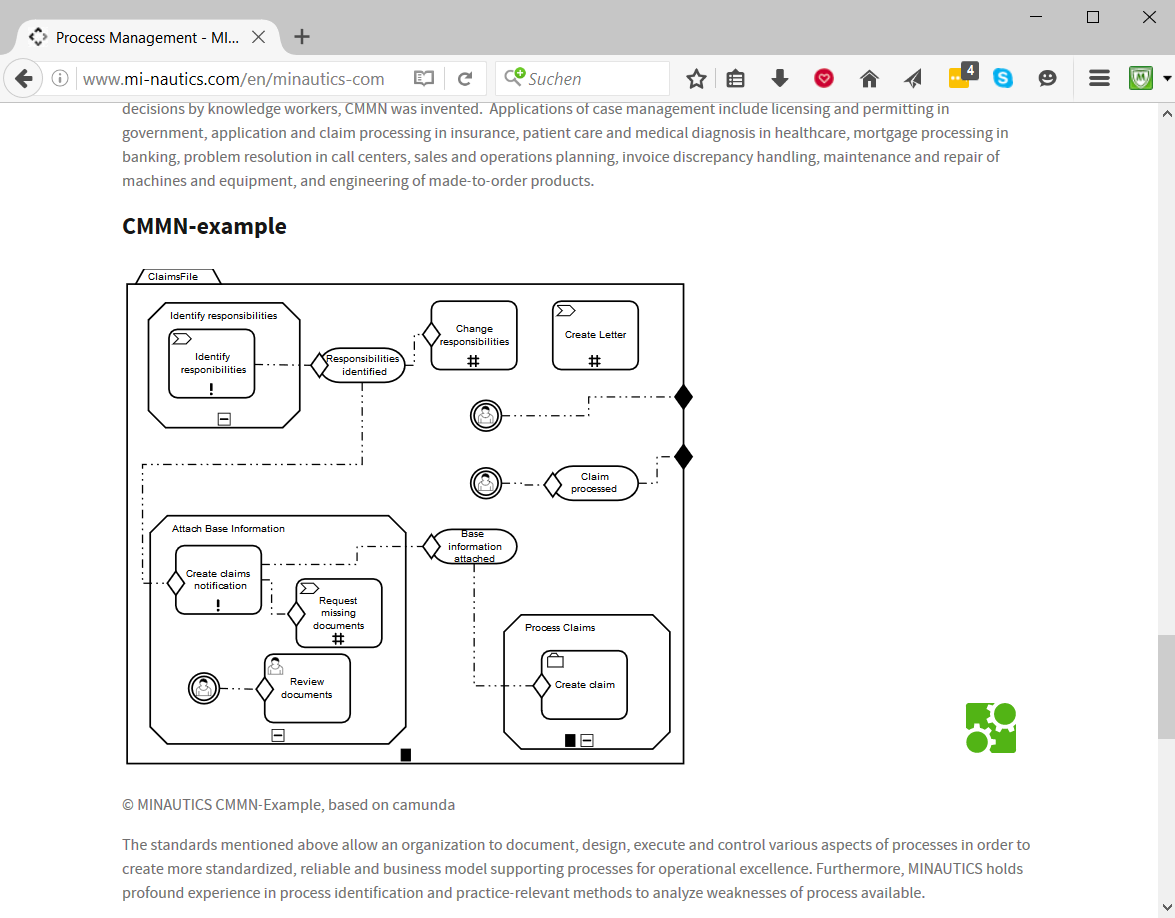 Process Management - MI...
www.mi-nautics.com/en/minautics-com
Suchen
4
decisions by knowledge workers, CMMN was invented.  Applications of case management include licensing and permitting in
government, application and claim processing in insurance, patient care and medical diagnosis in healthcare, mortgage processing in
banking, problem resolution in call centers, sales and operations planning, invoice discrepancy handling, maintenance and repair of
machines and equipment, and engineering of made-to-order products.
CMMN-example
ClaimsFile
Identify responsibilities
Identify
responibilities
!
Responsibilities
identified
Change
responsibilities
#
Create Letter
#
Claim
processed
Attach Base Information
Create claims
notification
!
Request
missing
documents
#
Review
documents
Base
information
attached
Process Claims
Create claim
© MINAUTICS CMMN-Example, based on camunda
The standards mentioned above allow an organization to document, design, execute and control various aspects of processes in order to
create more standardized, reliable and business model supporting processes for operational excellence. Furthermore, MINAUTICS holds
profound experience in process identification and practice-relevant methods to analyze weaknesses of process available.